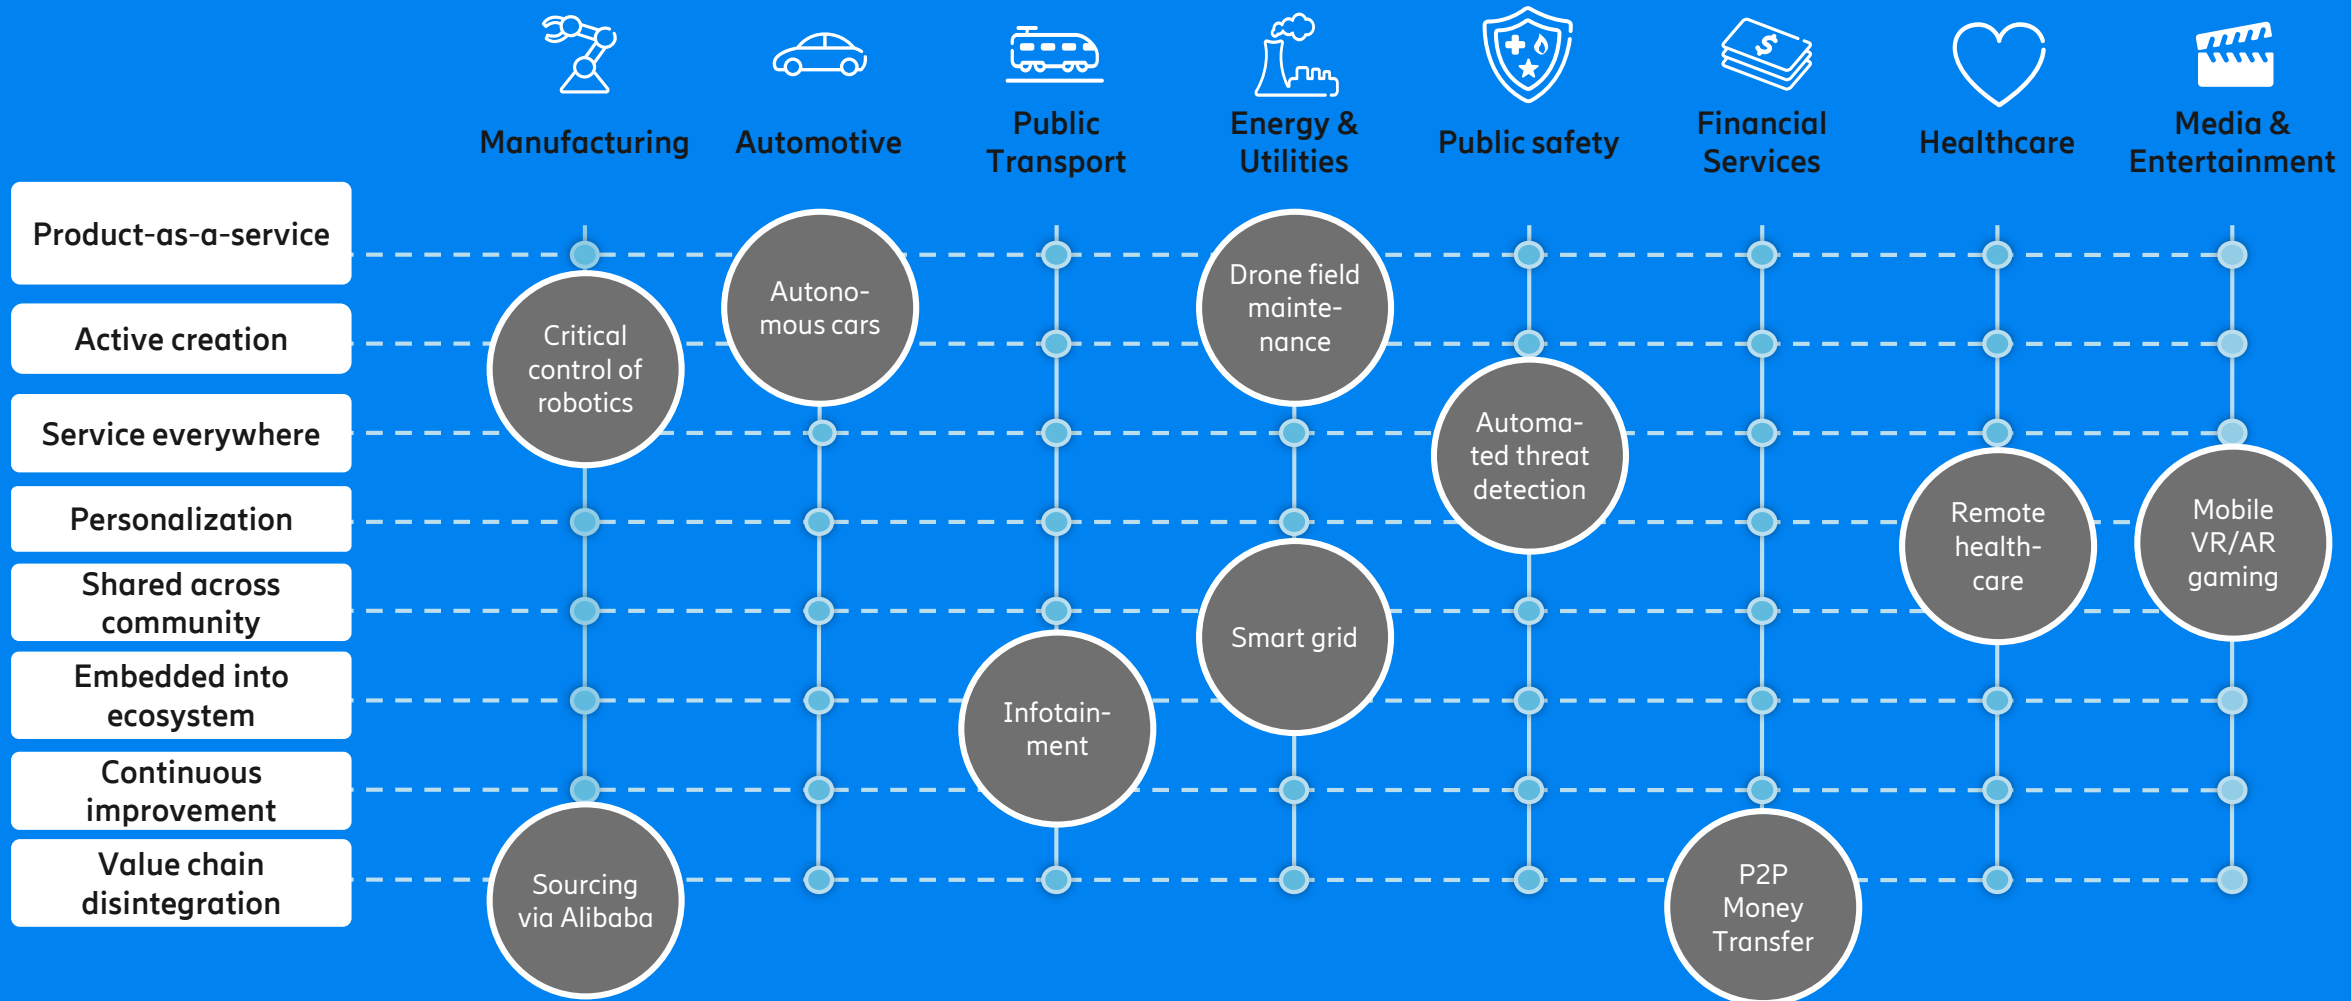 Manufacturing
Automotive
Public
Transport
Energy &
Utilities
Public safety
Financial
Services
Healthcare
Media &
Entertainment
$
Product-as-a-service
Active creation
Service everywhere
Personalization
Shared across
community
Embedded into
ecosystem
Continuous
improvement
Value chain
disintegration
Critical
control of
robotics
Sourcing
via Alibaba
Autono-
mous cars
Infotain-
ment
Drone field
mainte-
nance
Smart grid
Automa-
ted threat
detection
P2P
Money
Transfer
Remote
health-
care
Mobile
VR/AR
gaming